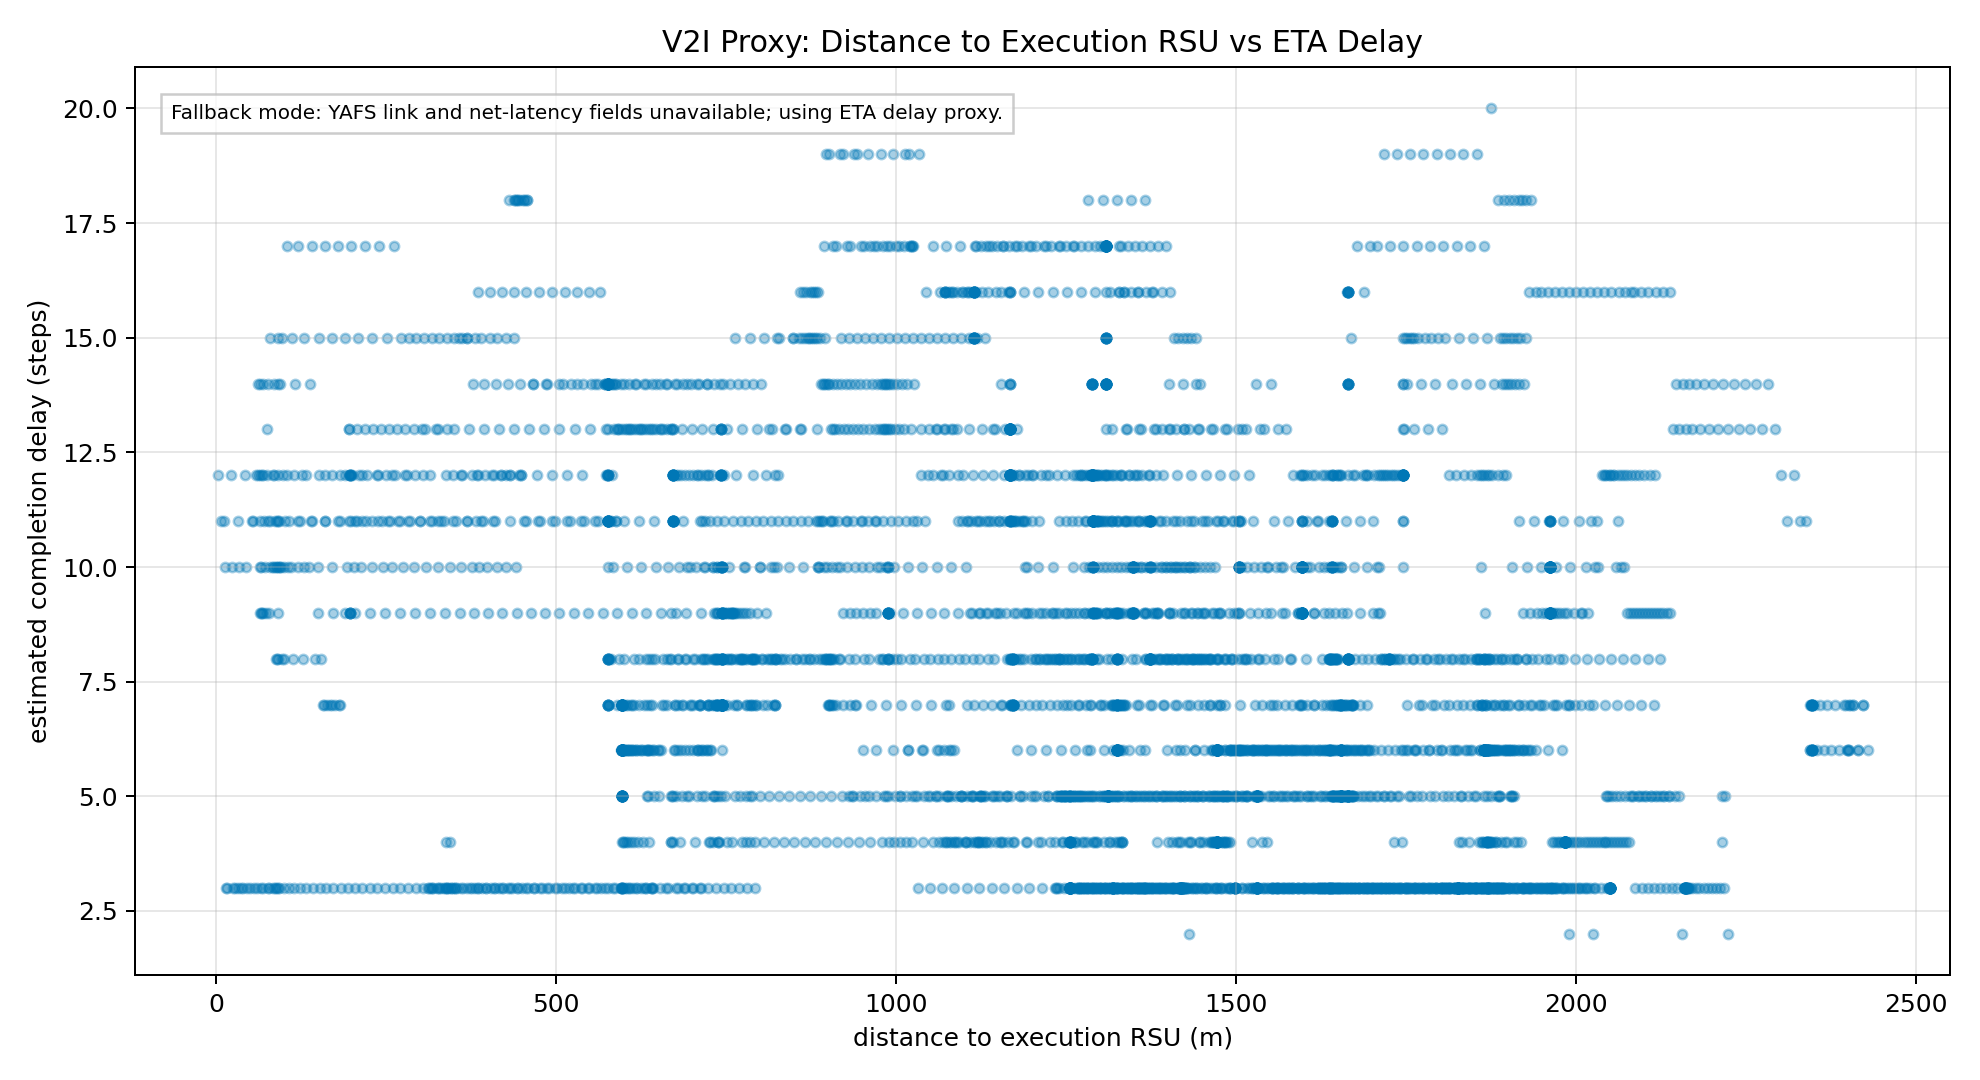 V2I Proxy: Distance to Execution RSU vs ETA Delay
Fallback mode: YAFS link and net-latency fields unavailable; using ETA delay proxy.
estimated completion delay (steps)
20.0
17.5
15.0
12.5
10.0
7.5
5.0
2.5
0 500 1000 1500 2000 2500
distance to execution RSU (m)